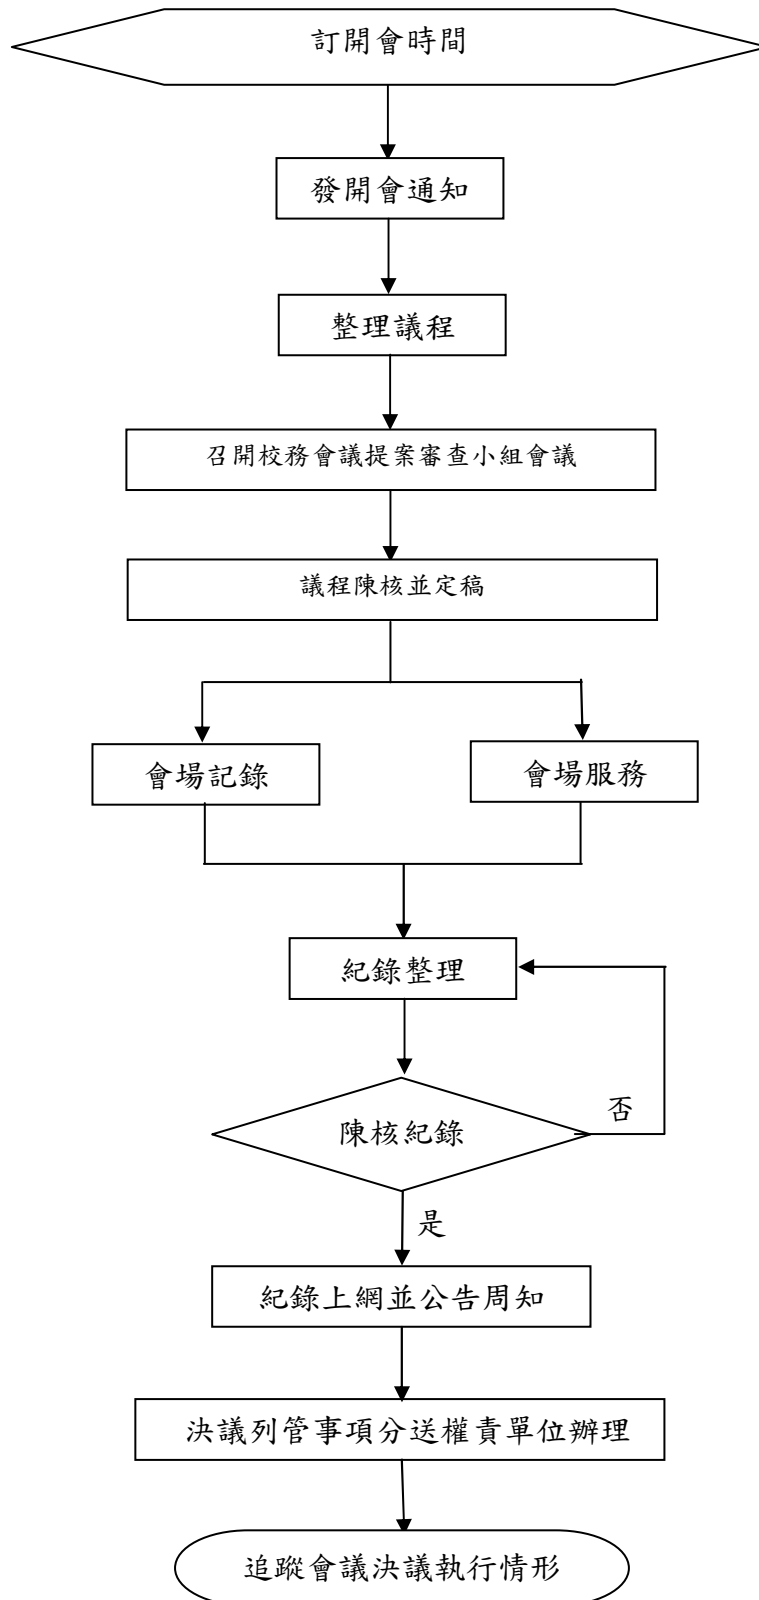 訂開會時間
發開會通知
整理議程
召開校務會議提案審查小組會議
議程陳核並定稿
會場記錄
會場服務
紀錄整理
否
陳核紀錄
是
紀錄上網並公告周知
決議列管事項分送權責單位辦理
追蹤會議決議執行情形